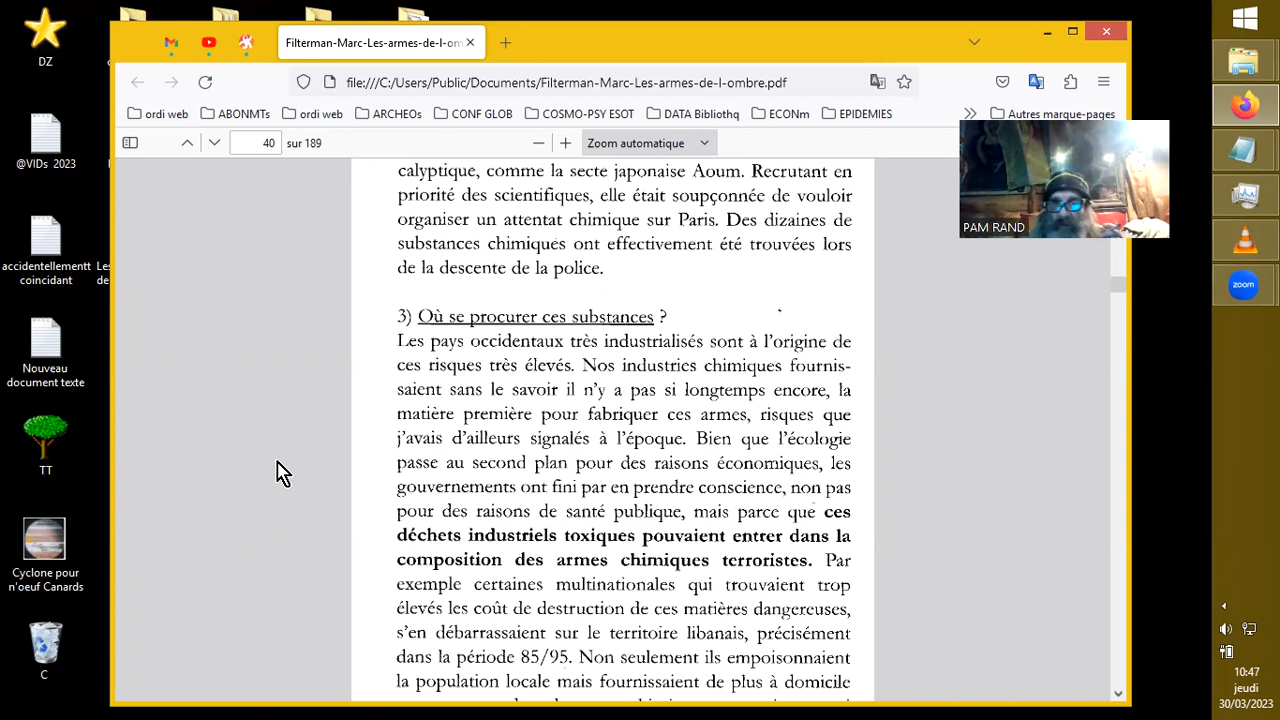 DZ
@VIDs 2023
accidentellementt
coincidant
Nouveau
document texte
TT
Cyclone pour
n'oeuf Canards
C
Filterman-Marc-Les-armes-de-l-om
file:///C:/Users/Public/Documents/Filterman-Marc-Les-armes-de-l-ombre.pdf
ordi web
ABONMTs
ordi web
ARCHEOs
CONF GLOB
COSMO-PSY ESOT
DATA Bibliothq
ECONm
EPIDEMIES
Autres marque-pages
40 sur 189
Zoom automatique
calyptique, comme la secte japonaise Aoum. Recrutant en
priorité des scientifiques, elle était soupçonnée de vouloir
organiser un attentat chimique sur Paris. Des dizaines de
substances chimiques ont effectivement été trouvées lors
de la descente de la police.
3) Où se procurer ces substances ?
Les pays occidentaux très industrialisés sont à l'origine de
ces risques très élevés. Nos industries chimiques fournis-
saient sans le savoir il n'y a pas si longtemps encore, la
matière première pour fabriquer ces armes, risques que
j'avais d'ailleurs signalés à l'époque. Bien que l'écologie
passe au second plan pour des raisons économiques, les
gouvernements ont fini par en prendre conscience, non pas
pour des raisons de santé publique, mais parce que ces
déchets industriels toxiques pouvaient entrer dans la
composition des armes chimiques terroristes. Par
exemple certaines multinationales qui trouvaient trop
élevés les coût de destruction de ces matières dangereuses,
s'en débarrassaient sur le territoire libanais, précisément
dans la période 85/95. Non seulement ils empoisonnaient
la population locale mais fournissaient de plus à domicile
PAM RAND
zoom
10:47
jeudi
30/03/2023